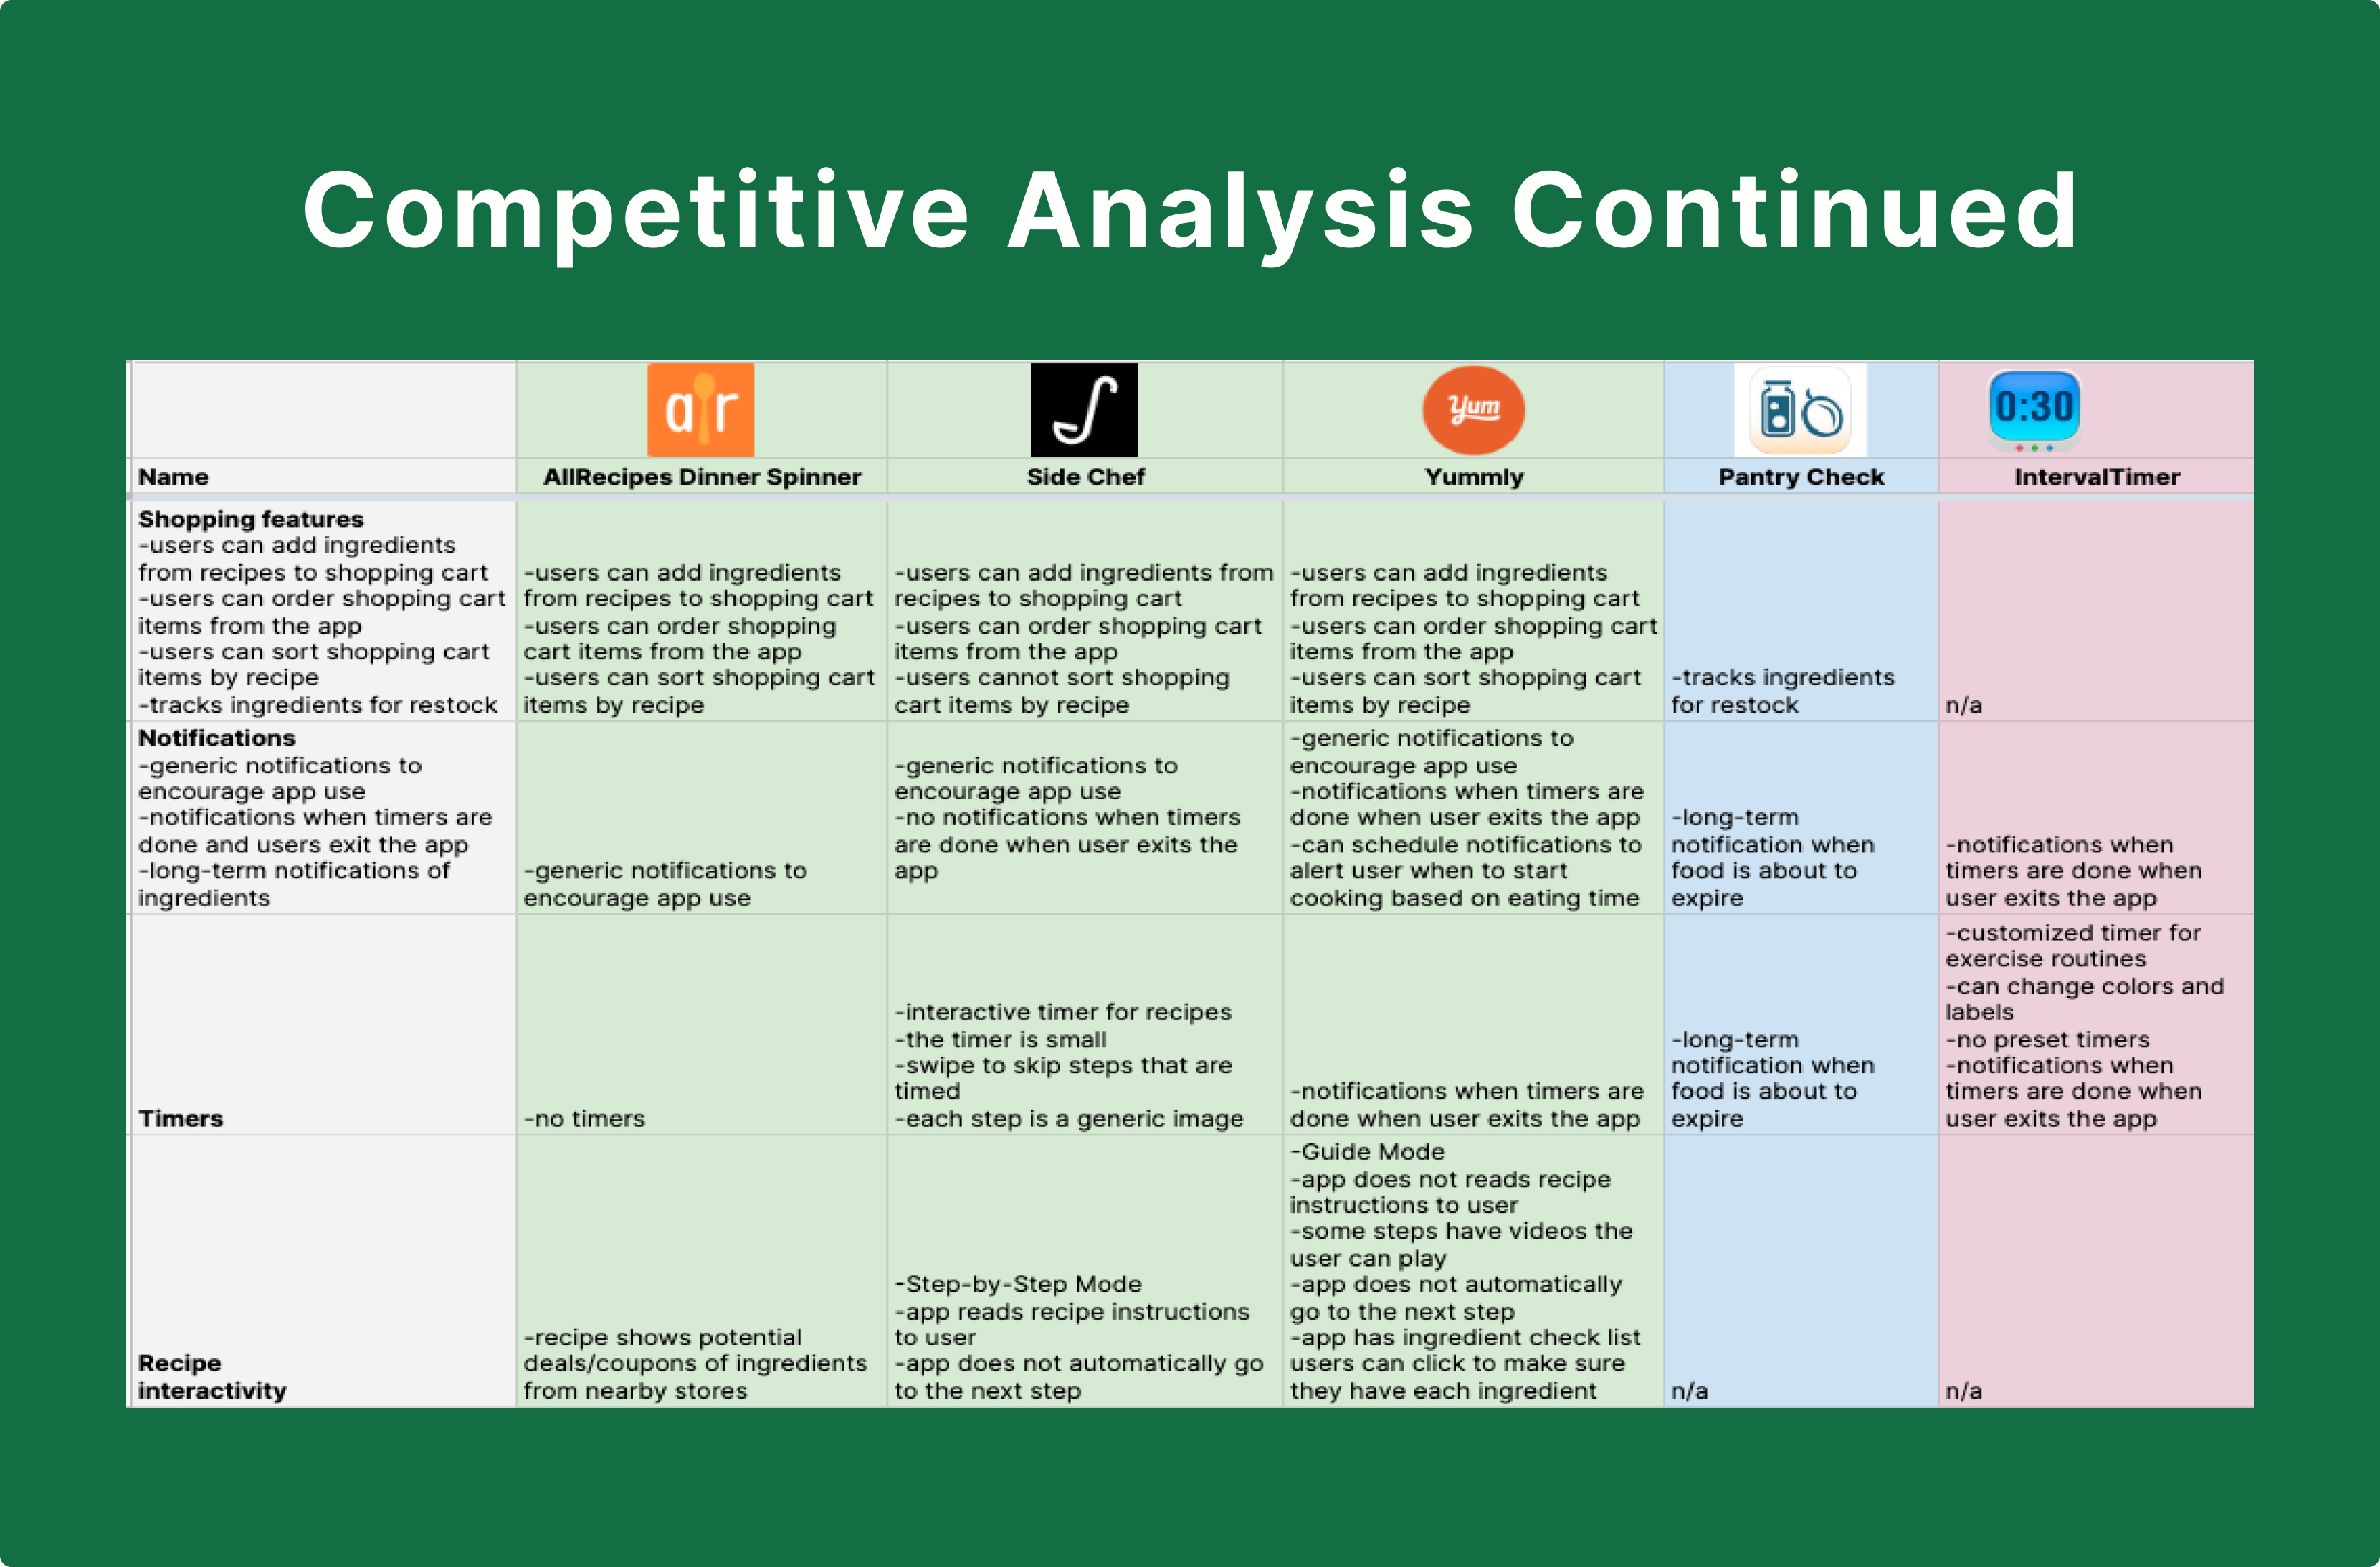 Competitive Analysis Continued
air
Yum
0:30
Name
AllRecipes Dinner Spinner
Side Chef
Yummly
Pantry Check
IntervalTimer
Shopping features
-users can add ingredients
from recipes to shopping cart
-users can order shopping cart
items from the app
-users can sort shopping cart
items by recipe
-tracks ingredients for restock
-users can add ingredients
from recipes to shopping cart
-users can order shopping
cart items from the app
-users can sort shopping cart
items by recipe
-users can add ingredients from
recipes to shopping cart
-users can order shopping cart
items from the app
-users cannot sort shopping
cart items by recipe
-users can add ingredients
from recipes to shopping cart
-users can order shopping cart
items from the app
-users can sort shopping cart
items by recipe
-tracks ingredients
for restock
n/a
Notifications
-generic notifications to
encourage app use
-notifications when timers are
done and users exit the app
-long-term notifications of
ingredients
-generic notifications to
encourage app use
-generic notifications to
encourage app use
-no notifications when timers
are done when user exits the
app
-generic notifications to
encourage app use
-notifications when timers are
done when user exits the app
-can schedule notifications to
alert user when to start
cooking based on eating time
-long-term
notification when
food is about to
expire
-notifications when
timers are done when
user exits the app
Timers
-no timers
-interactive timer for recipes
-the timer is small
-swipe to skip steps that are
timed
-each step is a generic image
-notifications when timers are
done when user exits the app
-long-term
notification when
food is about to
expire
-customized timer for
exercise routines
-can change colors and
labels
-no preset timers
-notifications when
timers are done when
user exits the app
Recipe
interactivity
-recipe shows potential
deals/coupons of ingredients
from nearby stores
-Step-by-Step Mode
-app reads recipe instructions
to user
-app does not automatically go
to the next step
-Guide Mode
-app does not reads recipe
instructions to user
-some steps have videos the
user can play
-app does not automatically
go to the next step
-app has ingredient check list
users can click to make sure
they have each ingredient
n/a
n/a